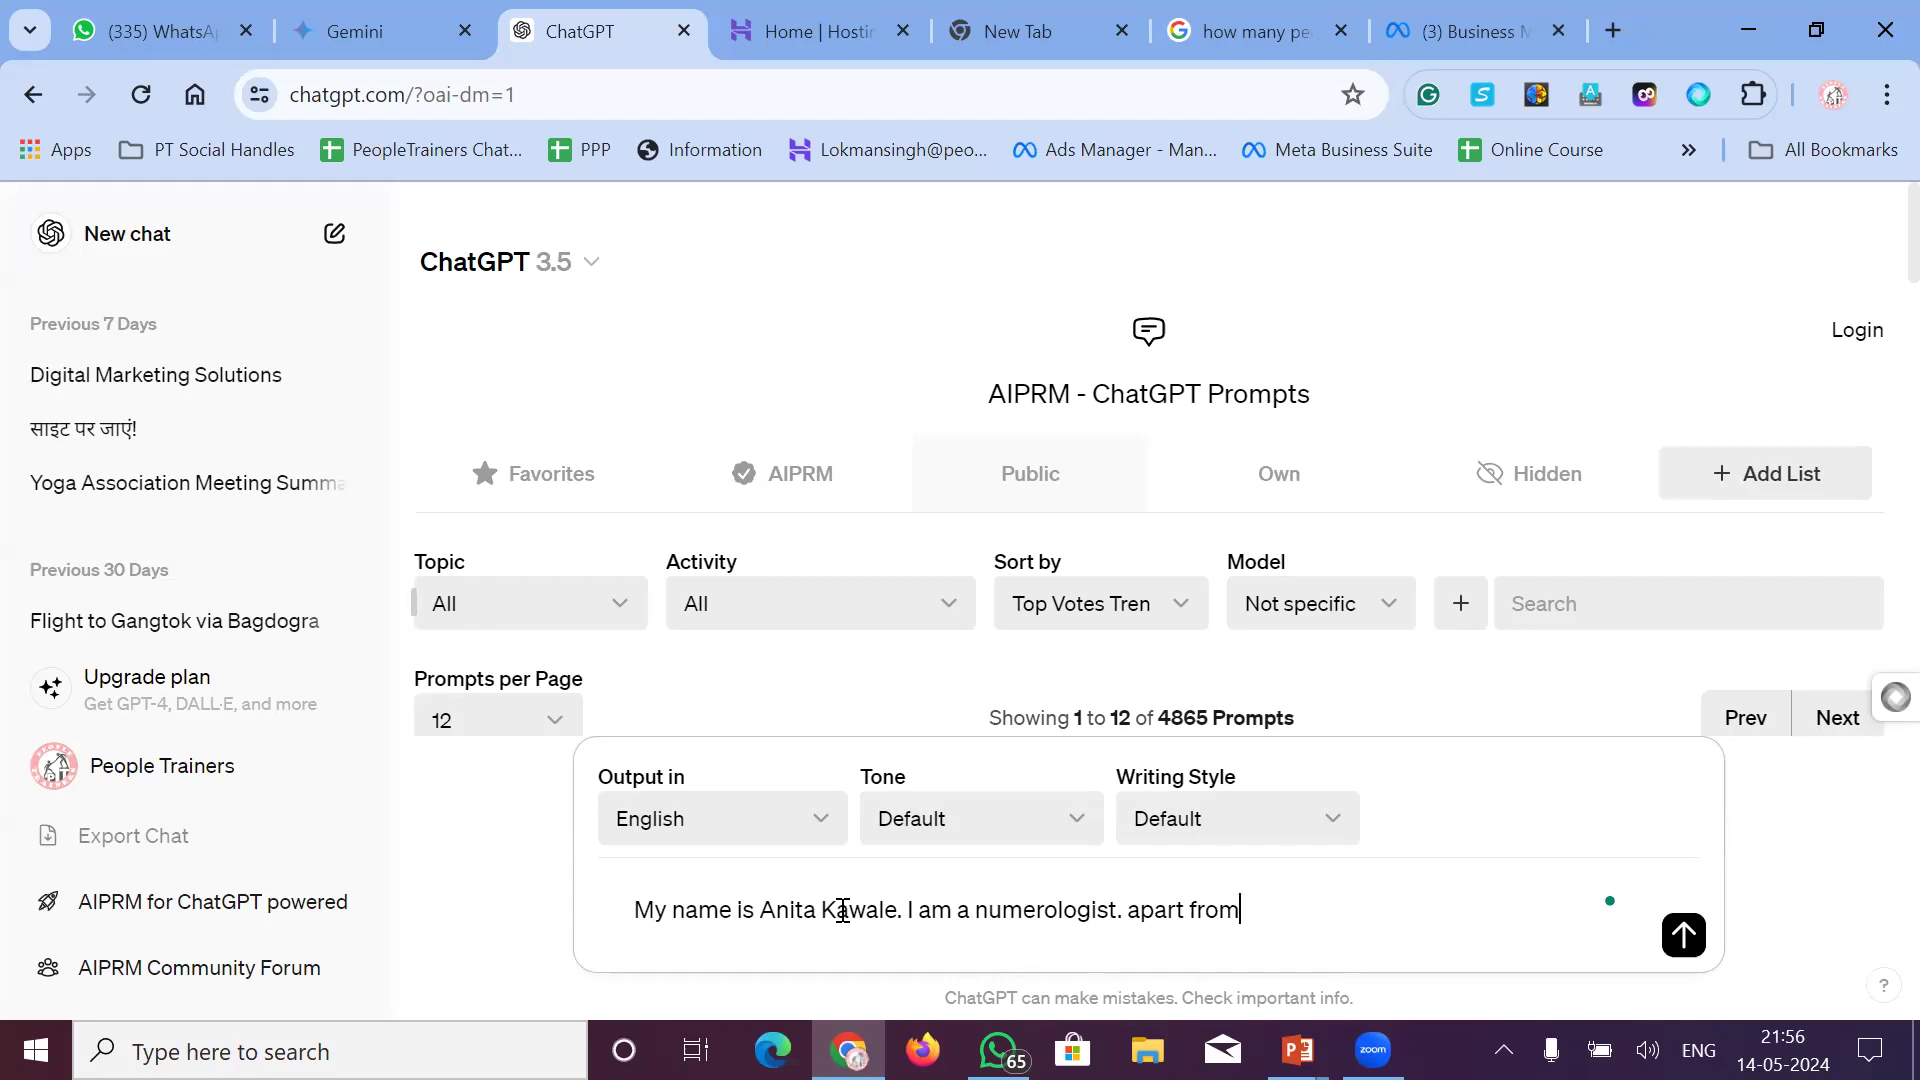 (335) WhatsA
Gemini
ChatGPT
Home | Hostin
New Tab
how many pe
(3) Business M
chatgpt.com/?oai-dm=1
Apps
PT Social Handles
PeopleTrainers Chat...
PPP
Information
Lokmansingh@peo...
Ads Manager - Man...
Meta Business Suite
Online Course
»
All Bookmarks
New chat
ChatGPT 3.5
Previous 7 Days
Digital Marketing Solutions
साइट पर जाएं!
Yoga Association Meeting Summa
Previous 30 Days
Flight to Gangtok via Bagdogra
Upgrade plan
Get GPT-4, DALL·E, and more
People Trainers
Export Chat
AIPRM for ChatGPT powered
AIPRM Community Forum
Login
AIPRM - ChatGPT Prompts
Favorites
AIPRM
Public
Own
Hidden
+ Add List
Topic
Activity
Sort by
Model
All
All
Top Votes Tren
Not specific
+
Search
Prompts per Page
12
Showing 1 to 12 of 4865 Prompts
Prev
Next
Output in
Tone
Writing Style
English
Default
Default
My name is Anita Kawale. I am a numerologist. apart from
ChatGPT can make mistakes. Check important info.
?
Type here to search
65
zoom
ENG
21:56
14-05-2024